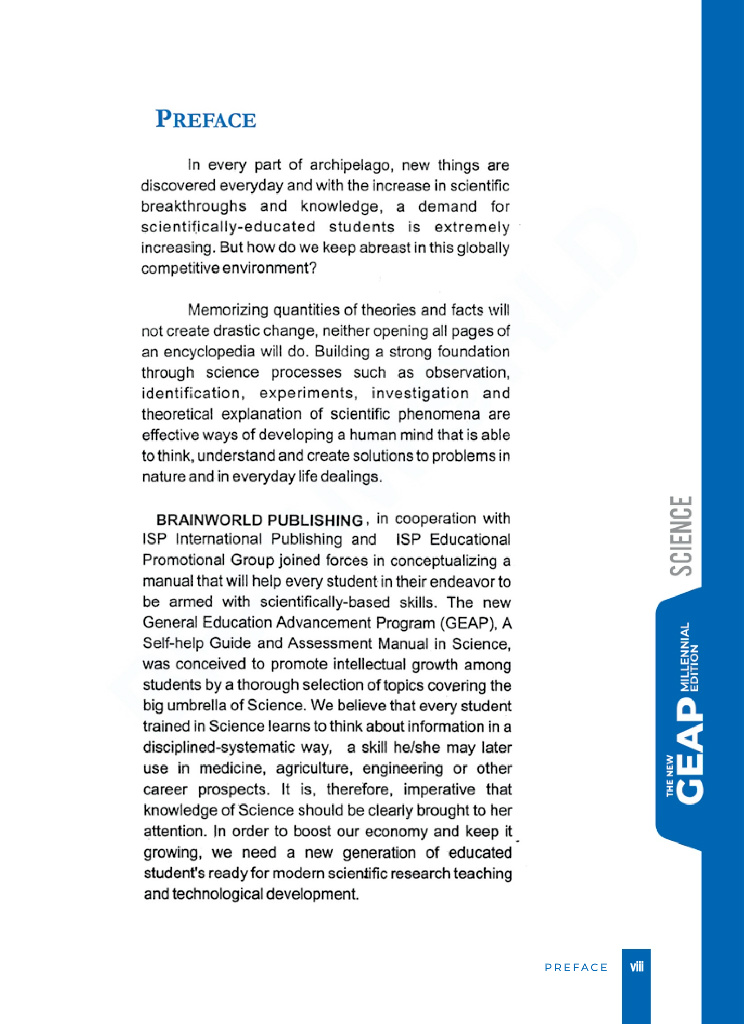 PREFACE
In every part of archipelago, new things are
discovered everyday and with the increase in scientific
breakthroughs and knowledge, a demand for
scientifically-educated students is extremely
increasing. But how do we keep abreast in this globally
competitive environment?
Memorizing quantities of theories and facts will
not create drastic change, neither opening all pages of
an encyclopedia will do. Building a strong foundation
through science processes such as observation,
identification, experiments, investigation and
theoretical explanation of scientific phenomena are
effective ways of developing a human mind that is able
to think, understand and create solutions to problems in
nature and in everyday life dealings.
BRAINWORLD PUBLISHING, in cooperation with
ISP International Publishing and ISP Educational
Promotional Group joined forces in conceptualizing a
manual that will help every student in their endeavor to
be armed with scientifically-based skills. The new
General Education Advancement Program (GEAP), A
Self-help Guide and Assessment Manual in Science,
was conceived to promote intellectual growth among
students by a thorough selection of topics covering the
big umbrella of Science. We believe that every student
trained in Science learns to think about information in a
disciplined-systematic way, a skill he/she may later
use in medicine, agriculture, engineering or other
career prospects. It is, therefore, imperative that
knowledge of Science should be clearly brought to her
attention. In order to boost our economy and keep it
growing, we need a new generation of educated
student's ready for modern scientific research teaching
and technological development.
SCIENCE
THE NEW
GEAP
MILLENNIAL
EDITION
PREFACE
viii